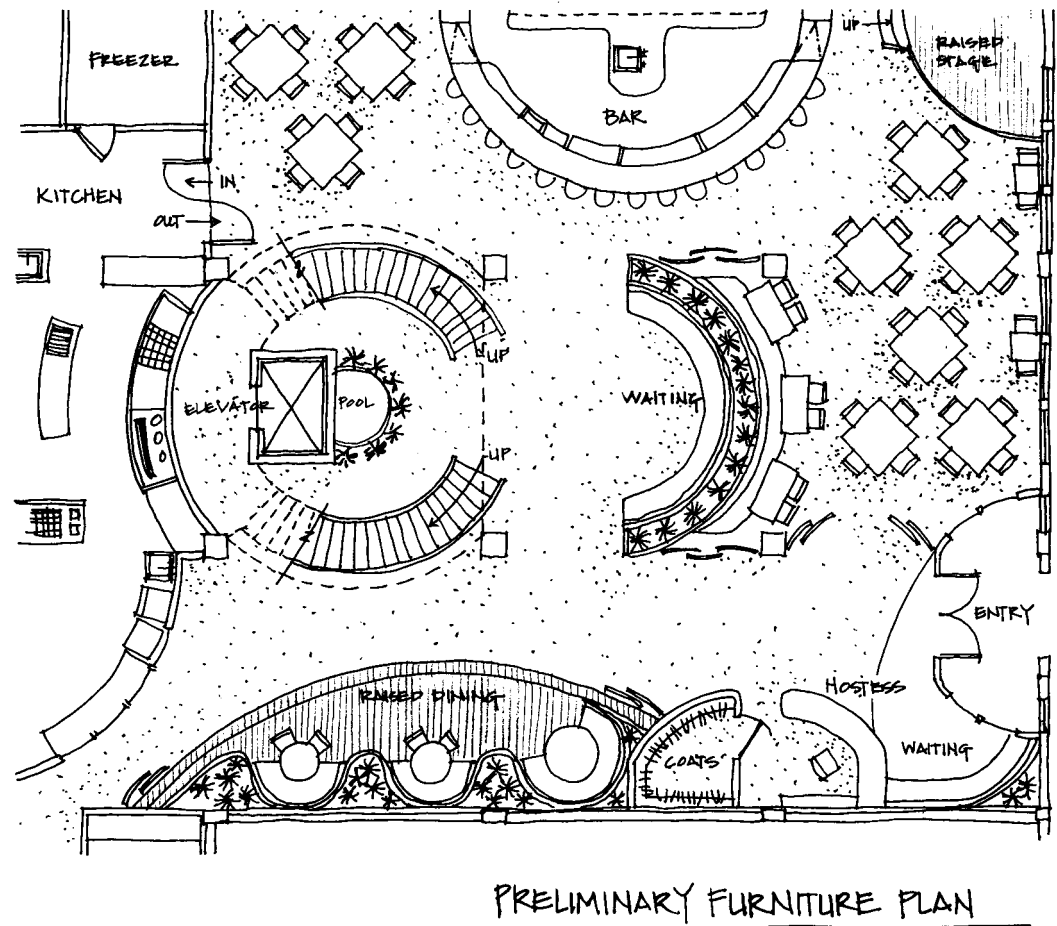 UP
FREEZER
RAISED
STAGE
BAR
IN
KITCHEN
OUT
UP
ELEVATOR
POOL
WAITING
UP
ENTRY
RAISED DINING
HOSTESS
WAITING
COATS
PRELIMINARY FURNITURE PLAN